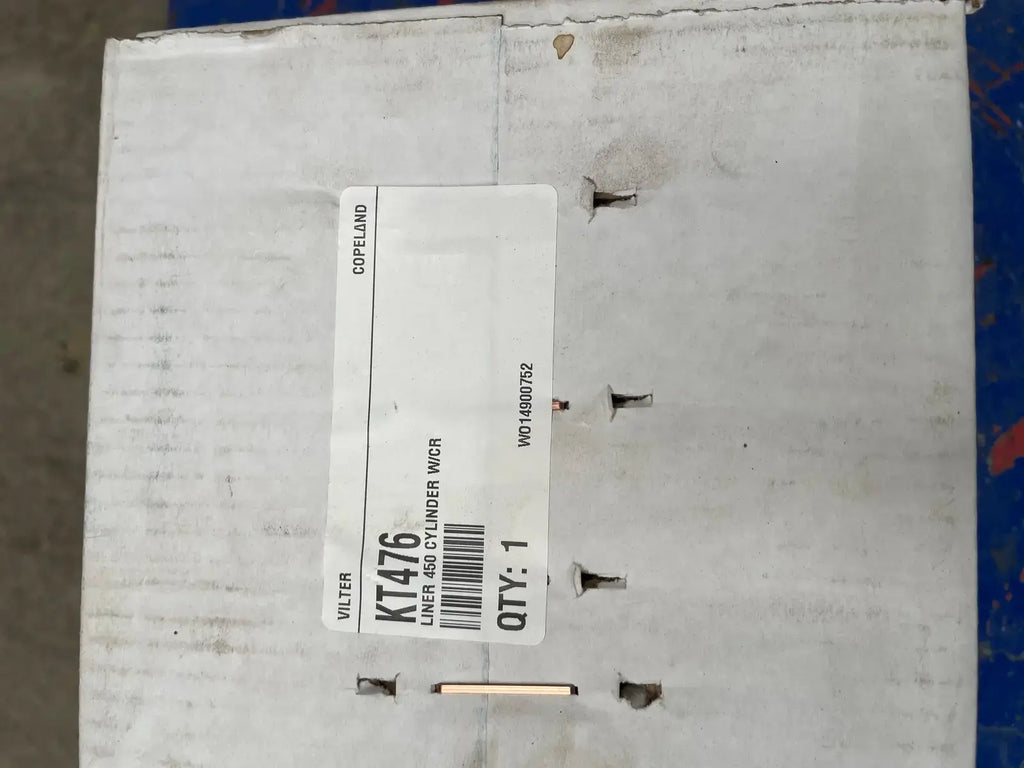 VILTER COPELAND
KT476
LINER 450 CYLINDER W/CR
QTY: 1 WO14900752